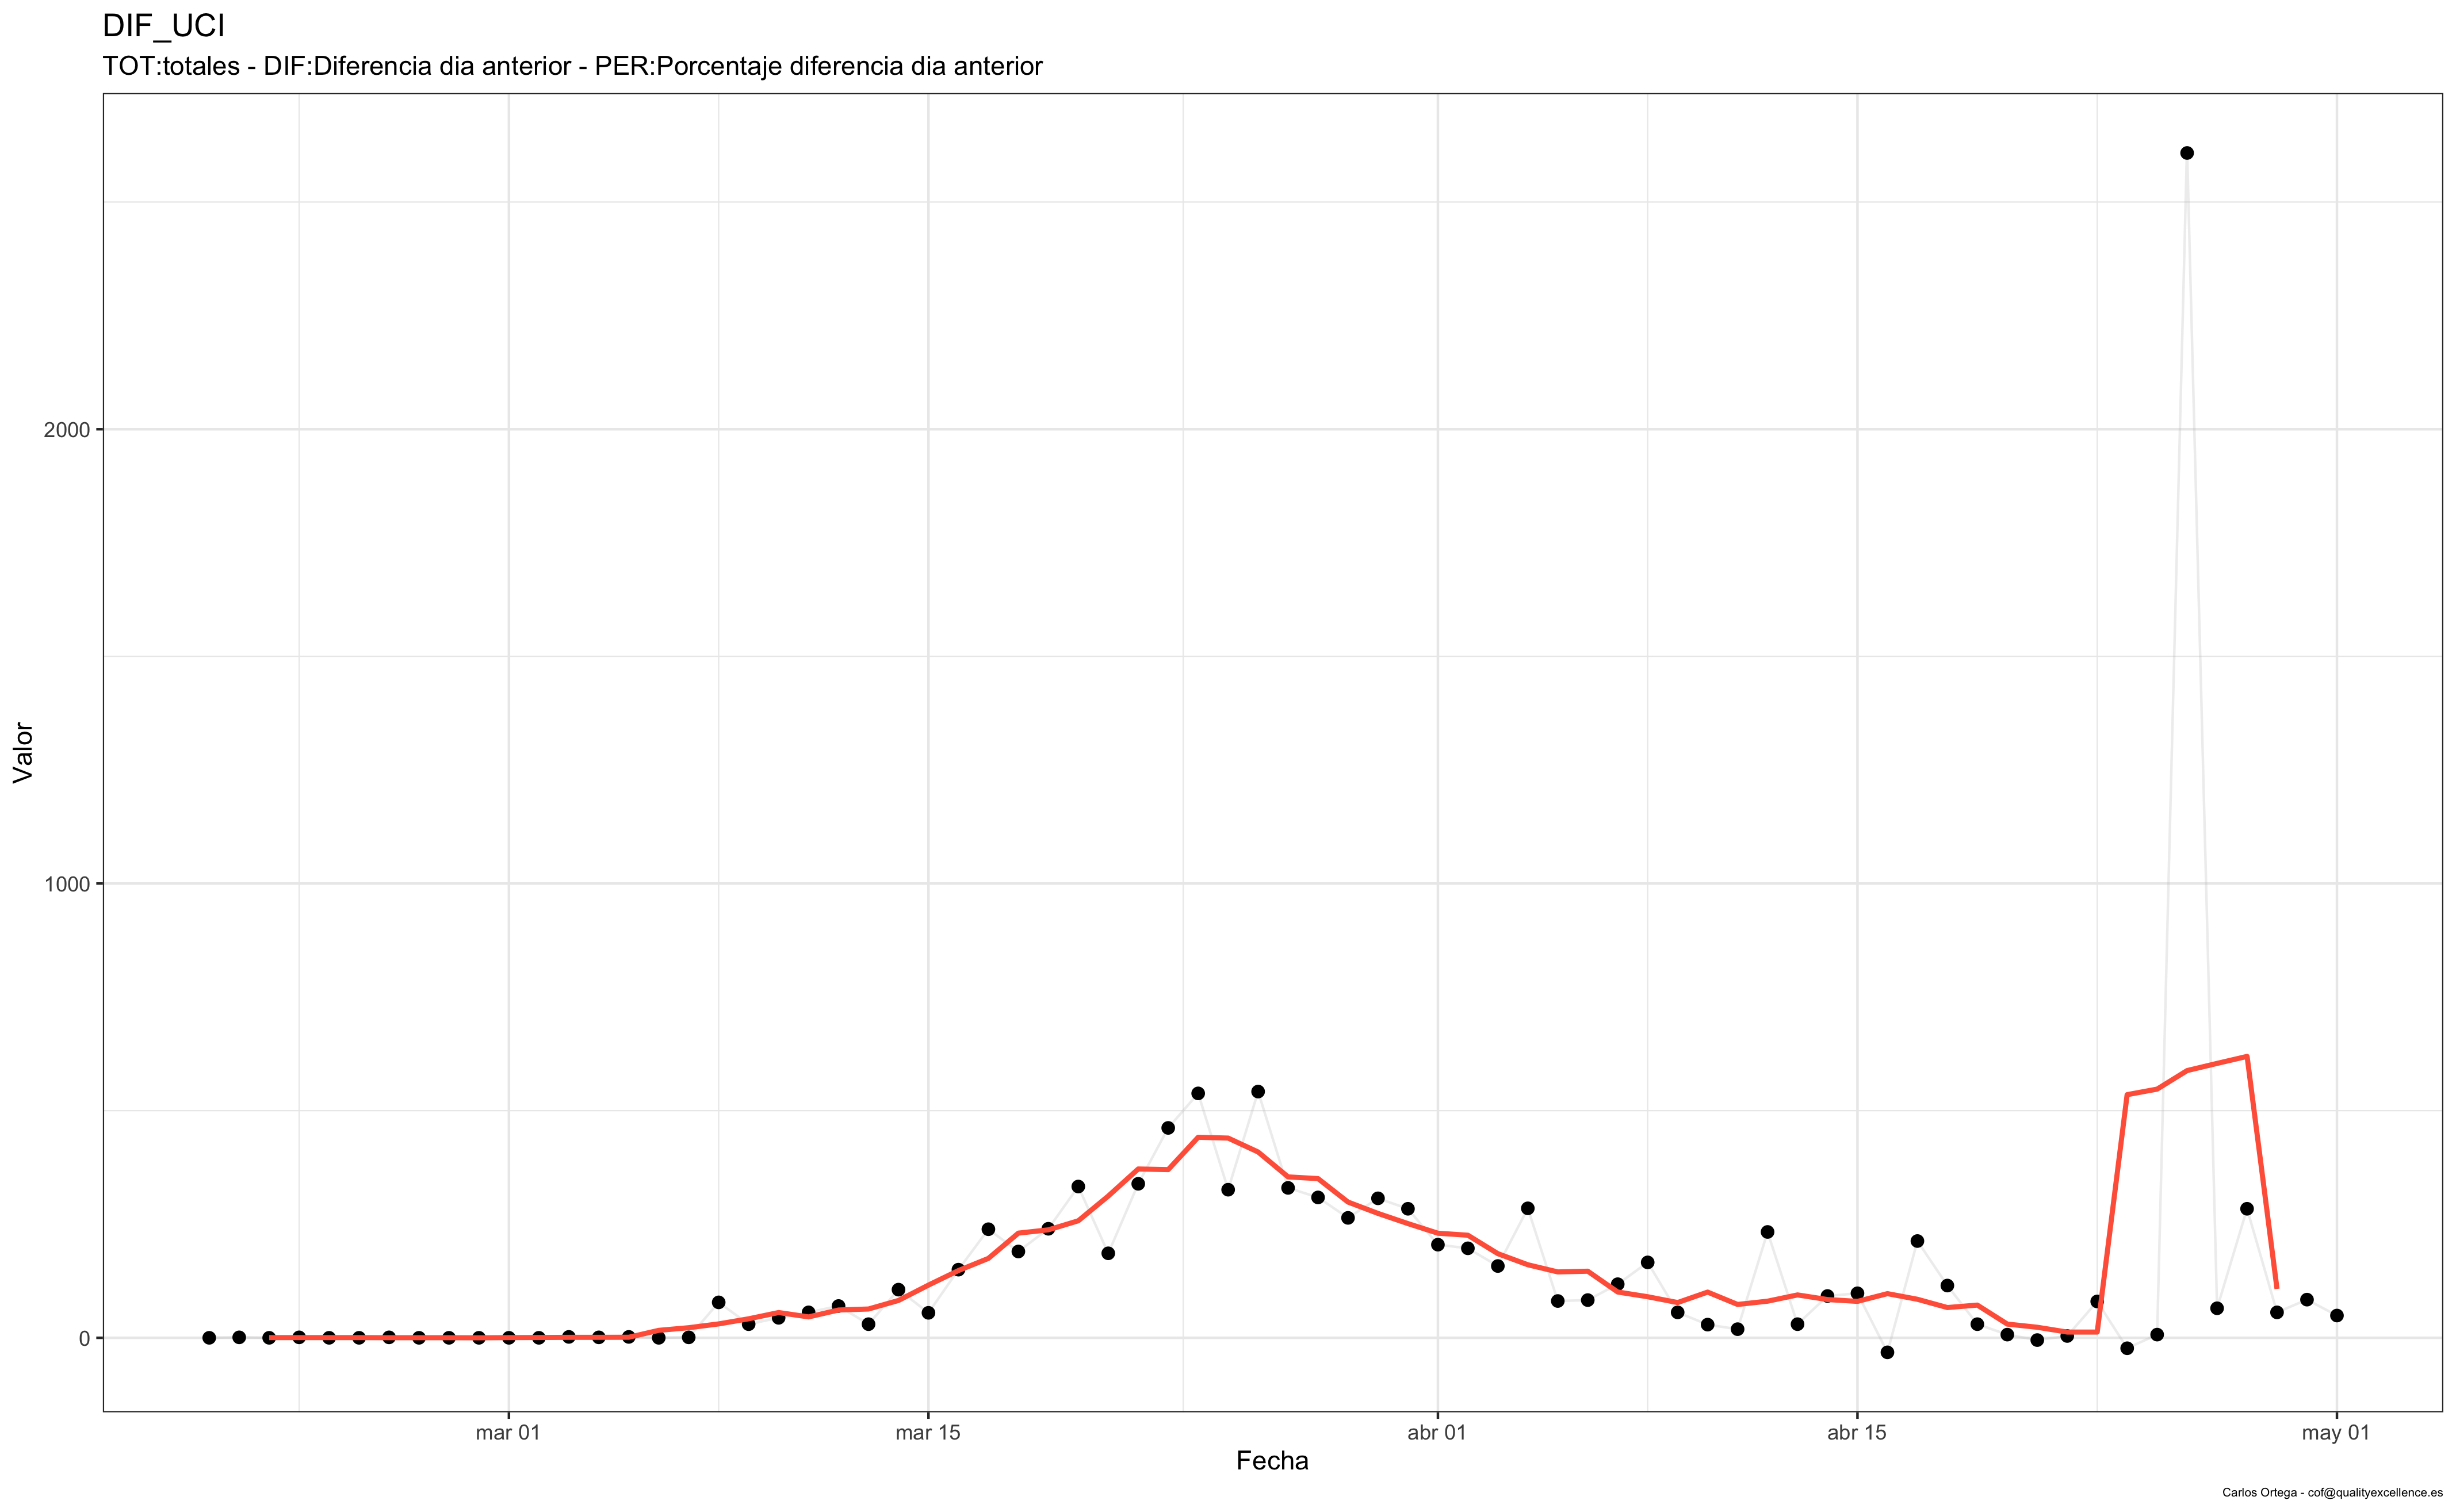 DIF_UCI
TOT:totales - DIF:Diferencia dia anterior - PER:Porcentaje diferencia dia anterior
Valor
2000
1000
0
mar 01 mar 15 abr 01 abr 15 may 01
Fecha
Carlos Ortega - cof@qualityexcellence.es